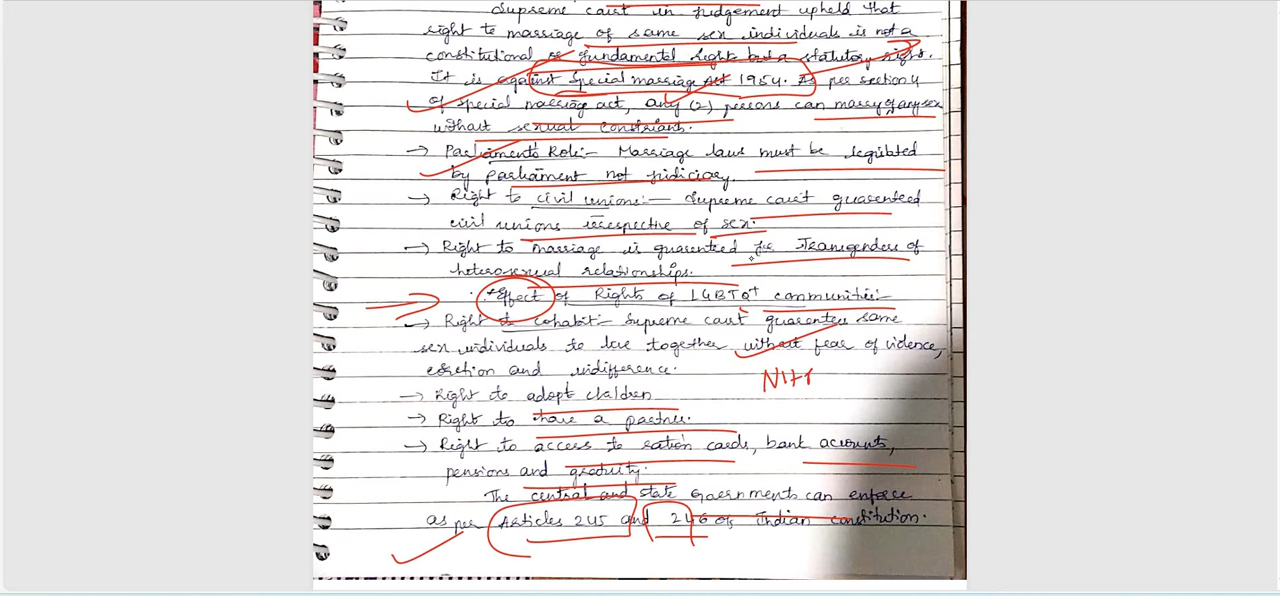 Supreme court in judgement upheld that
right to marriage of same sex individuals is not a
constitutional or fundamental right but a statutory right.
It is against Special marriage Act 1954. As per section 4
of special marriage act, any (2) persons can marry of any sex
without sexual constraints.
→ Parliament's Role:- Marriage laws must be regulated
by parliament not judiciary.
→ Right to civil unions:- Supreme court guarenteed
civil unions irrespective of sex.
→ Right to marriage is guarenteed for Transgenders of
heterosexual relationships.
*Effect of Rights of LGBTQ+ communities:-
→ Right to cohabit:- Supreme court guarentees same
sex individuals to live together without fear of violence,
coretion and indifference.
→ Right to adopt children
→ Right to have a partner.
→ Right to access to ration cards, bank accounts,
pensions and gratuity.
The central and state Governments can enforce
as per Articles 245 and 246 of Indian constitution.